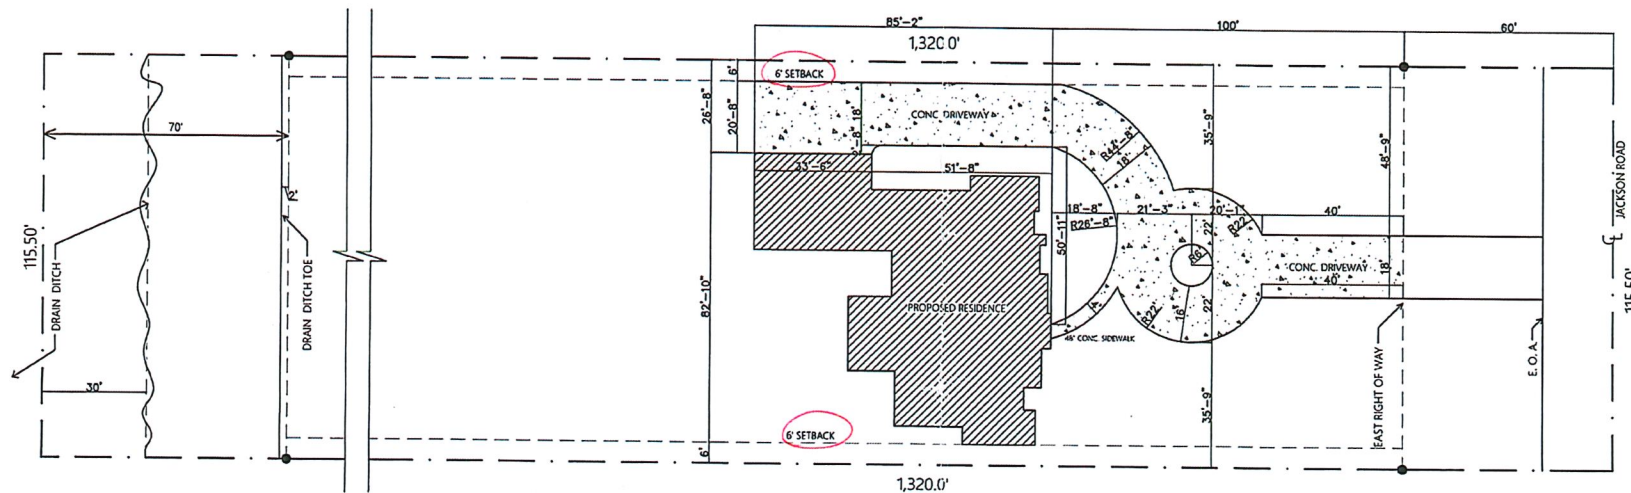 85'-2"
100'
60'
1,320.0'
6' SETBACK
6'
26'-8"
20'-8"
18'
CONC. DRIVEWAY
R44'-8"
18'
35'-9"
48'-9"
70'
33'-6"
51'-8"
2'
18'-8"
21'-3"
20'-1"
40'
R26'-8"
50'-11"
22'
R22'
R6'
CONC. DRIVEWAY
18'
40'
JACKSON ROAD
115.50'
DRAIN DITCH
DRAIN DITCH TOE
82'-10"
PROPOSED RESIDENCE
4'
48" CONC. SIDEWALK
R22'
16'
22'
EAST RIGHT OF WAY
E. O. A.
115.50'
30'
35'-9"
6' SETBACK
6'
1,320.0'